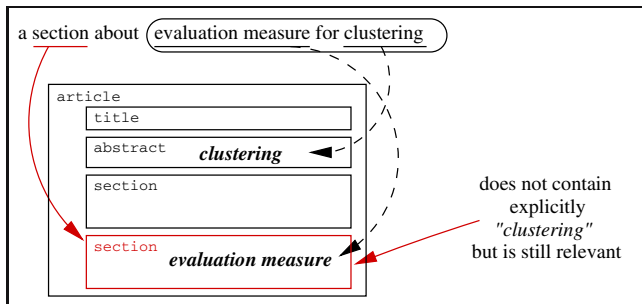 a section about evaluation measure for clustering
article
title
abstract clustering
section
section
evaluation measure
does not contain
explicitly
"clustering"
but is still relevant